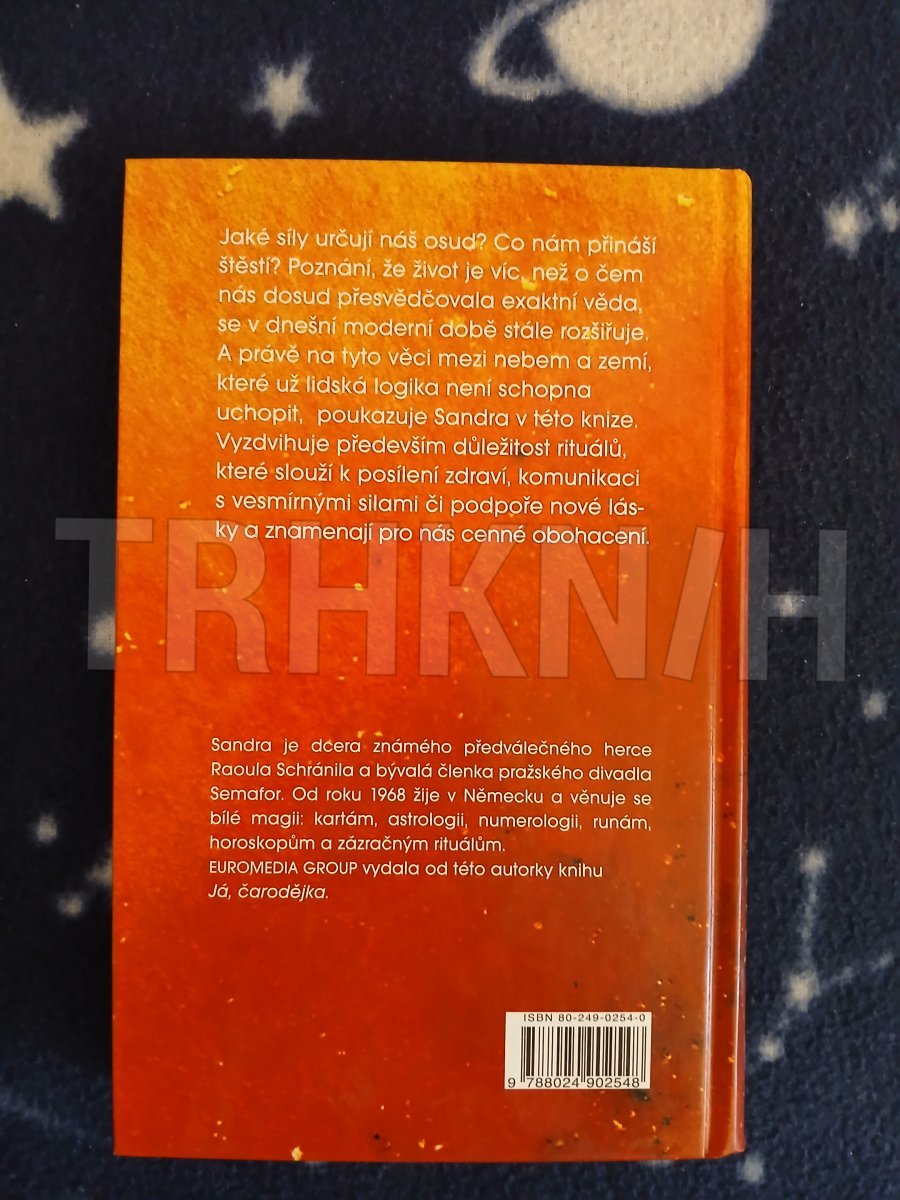 Jaké síly určují náš osud? Co nám přináší
štěstí? Poznání, že život je víc, než o čem
nás dosud přesvědčovala exaktní věda,
se v dnešní moderní době stále rozšiřuje.
A právě na tyto věci mezi nebem a zemí,
které už lidská logika není schopna
uchopit, poukazuje Sandra v této knize.
Vyzdvihuje především důležitost rituálů,
které slouží k posílení zdraví, komunikaci
s vesmírnými silami či podpoře nové lás-
ky a znamenají pro nás cenné obohacení.
TRHKNIH
Sandra je dcera známého předválečného herce
Raoula Schránila a bývalá členka pražského divadla
Semafor. Od roku 1968 žije v Německu a věnuje se
bílé magii: kartám, astrologii, numerologii, runám,
horoskopům a zázračným rituálům.
EUROMEDIA GROUP vydala od této autorky knihu
Já, čarodějka.
ISBN 80-249-0254-0
9 788024 902548